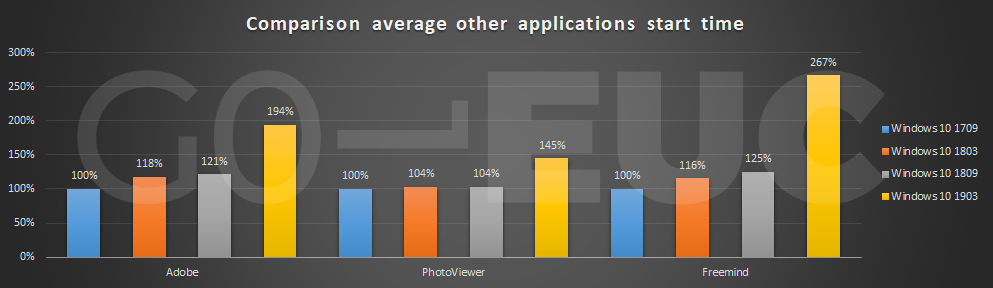 Comparison average other applications start time
300%
250%
200%
150%
100%
50%
0%
100%
118%
121%
194%
100%
104%
104%
145%
100%
116%
125%
267%
Adobe
PhotoViewer
Freemind
Windows 10 1709
Windows 10 1803
Windows 10 1809
Windows 10 1903
GO-EUC